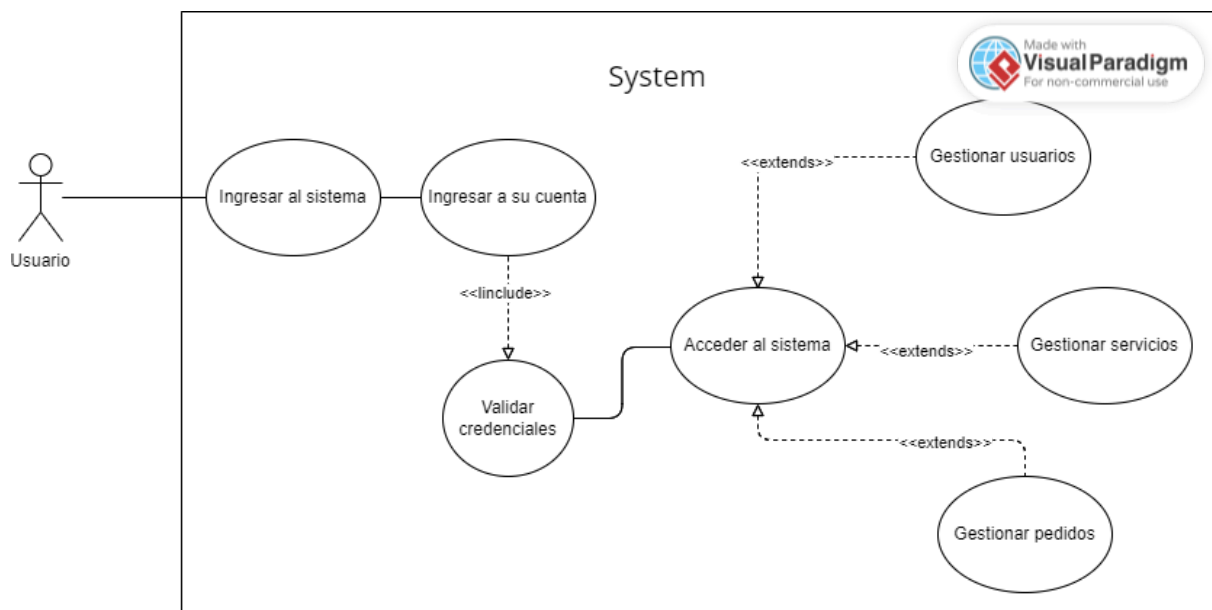 Made with
Visual Paradigm
For non-commercial use
System
<<extends>>
Gestionar usuarios
Ingresar al sistema
Ingresar a su cuenta
Usuario
<<Iinclude>>
Acceder al sistema
<<extends>>
Gestionar servicios
Validar
credenciales
<<extends>>
Gestionar pedidos